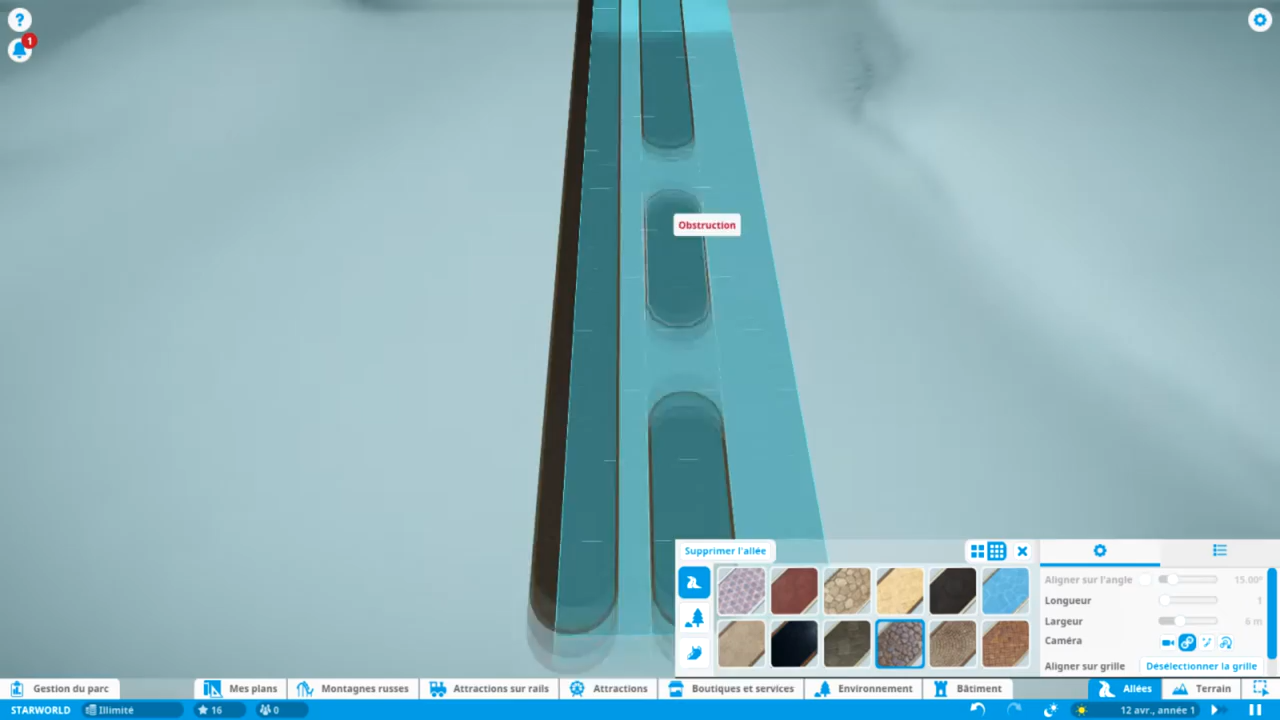 ?
1
Obstruction
Supprimer l'allée
Aligner sur l'angle 15.00°
Longueur 1
Largeur 6 m
Caméra
Aligner sur grille Désélectionner la grille
Gestion du parc Mes plans Montagnes russes Attractions sur rails Attractions Boutiques et services Environnement Bâtiment Allées Terrain
STARWORLD Illimité 16 0 12 avr., année 1